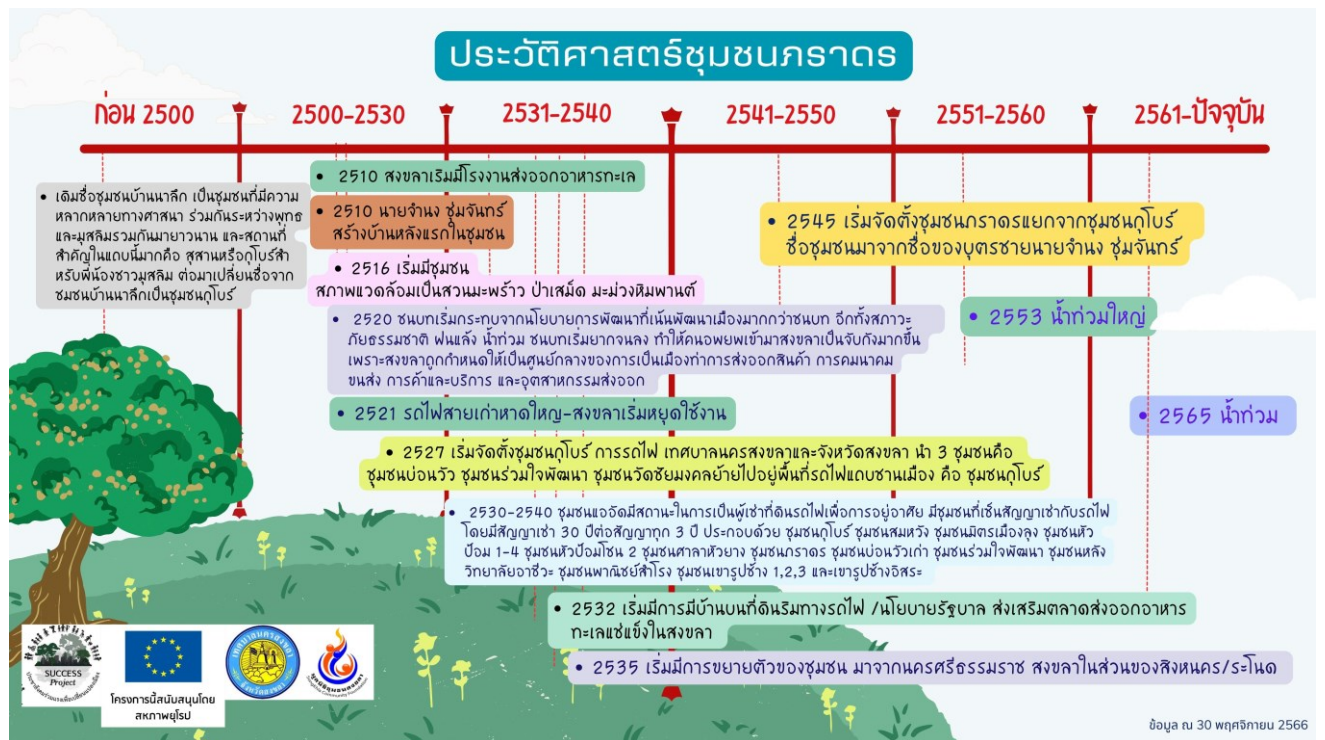 ประวัติศาสตร์ชุมชนภราดร
ก่อน 2500
2500-2530
2531-2540
2541-2550
2551-2560
2561-ปัจจุบัน
• เดิมชื่อชุมชนบ้านนาลึก เป็นชุมชนที่มีความ
หลากหลายทางศาสนา ร่วมกันระหว่างพุทธ
และมุสลิมรวมกันมายาวนาน และสถานที่
สำคัญในแถบนี้มากคือ สุสานหรือกุโบร์สำ
หรับพี่น้องชาวมุสลิม ต่อมาเปลี่ยนชื่อจาก
ชุมชนบ้านนาลึกเป็นชุมชนกุโบร์
• 2510 สงขลาเริ่มมีโรงงานส่งออกอาหารทะเล
• 2510 นายจำนง ชุ่มจันทร์
สร้างบ้านหลังแรกในชุมชน
• 2516 เริ่มมีชุมชน
สภาพแวดล้อมเป็นสวนมะพร้าว ป่าเสม็ด มะม่วงหิมพานต์
• 2520 ชนบทเริ่มกระทบจากนโยบายการพัฒนาที่เน้นพัฒนาเมืองมากกว่าชนบท อีกทั้งสภาวะ
ภัยธรรมชาติ ฝนแล้ง น้ำท่วม ชนบทเริ่มยากจนลง ทำให้คนอพยพเข้ามาสงขลาเป็นจับกังมากขึ้น
เพราะสงขลาถูกกำหนดให้เป็นศูนย์กลางของการเป็นเมืองท่าการส่งออกสินค้า การคมนาคม
ขนส่ง การค้าและบริการ และอุตสาหกรรมส่งออก
• 2521 รถไฟสายเก่าหาดใหญ่-สงขลาเริ่มหยุดใช้งาน
• 2527 เริ่มจัดตั้งชุมชนกุโบร์ การรถไฟ เทศบาลนครสงขลาและจังหวัดสงขลา นำ 3 ชุมชนคือ
ชุมชนบ่อนวัว ชุมชนร่วมใจพัฒนา ชุมชนวัดชัยมงคลย้ายไปอยู่พื้นที่รถไฟแถบชานเมือง คือ ชุมชนกุโบร์
• 2530-2540 ชุมชนแออัดมีสถานะในการเป็นผู้เช่าที่ดินรถไฟเพื่อการอยู่อาศัย มีชุมชนที่เซ็นสัญญาเช่ากับรถไฟ
โดยมีสัญญาเช่า 30 ปีต่อสัญญาทุก 3 ปี ประกอบด้วย ชุมชนกุโบร์ ชุมชนสมหวัง ชุมชนมิตรเมืองลุง ชุมชนหัว
ป้อม 1-4 ชุมชนหัวป้อมโซน 2 ชุมชนศาลาหัวยาง ชุมชนภราดร ชุมชนบ่อนวัวเก่า ชุมชนร่วมใจพัฒนา ชุมชนหลัง
วิทยาลัยอาชีวะ ชุมชนพาณิชย์สำโรง ชุมชนเขารูปช้าง 1,2,3 และเขารูปช้างอิสระ
• 2532 เริ่มมีการมีบ้านบนที่ดินริมทางรถไฟ /นโยบายรัฐบาล ส่งเสริมตลาดส่งออกอาหาร
ทะเลแช่แข็งในสงขลา
• 2535 เริ่มมีการขยายตัวของชุมชน มาจากนครศรีธรรมราช สงขลาในส่วนของสิงหนคร/ระโนด
• 2545 เริ่มจัดตั้งชุมชนภราดรแยกจากชุมชนกุโบร์
ชื่อชุมชนมาจากชื่อของบุตรชายนายจำนง ชุ่มจันทร์
• 2553 น้ำท่วมใหญ่
• 2565 น้ำท่วม
SUCCESS
Project
โครงการนี้สนับสนุนโดย
สหภาพยุโรป
เทศบาลนครสงขลา
จังหวัดสงขลา
ข้อมูล ณ 30 พฤศจิกายน 2566